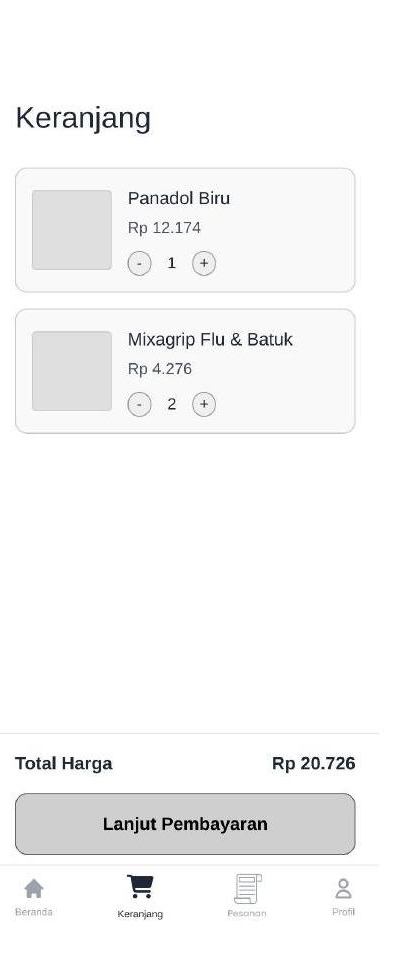 Keranjang
Panadol Biru
Rp 12.174
- 1 +
Mixagrip Flu & Batuk
Rp 4.276
- 2 +
Total Harga Rp 20.726
Lanjut Pembayaran
Beranda Keranjang Pesanan Profil